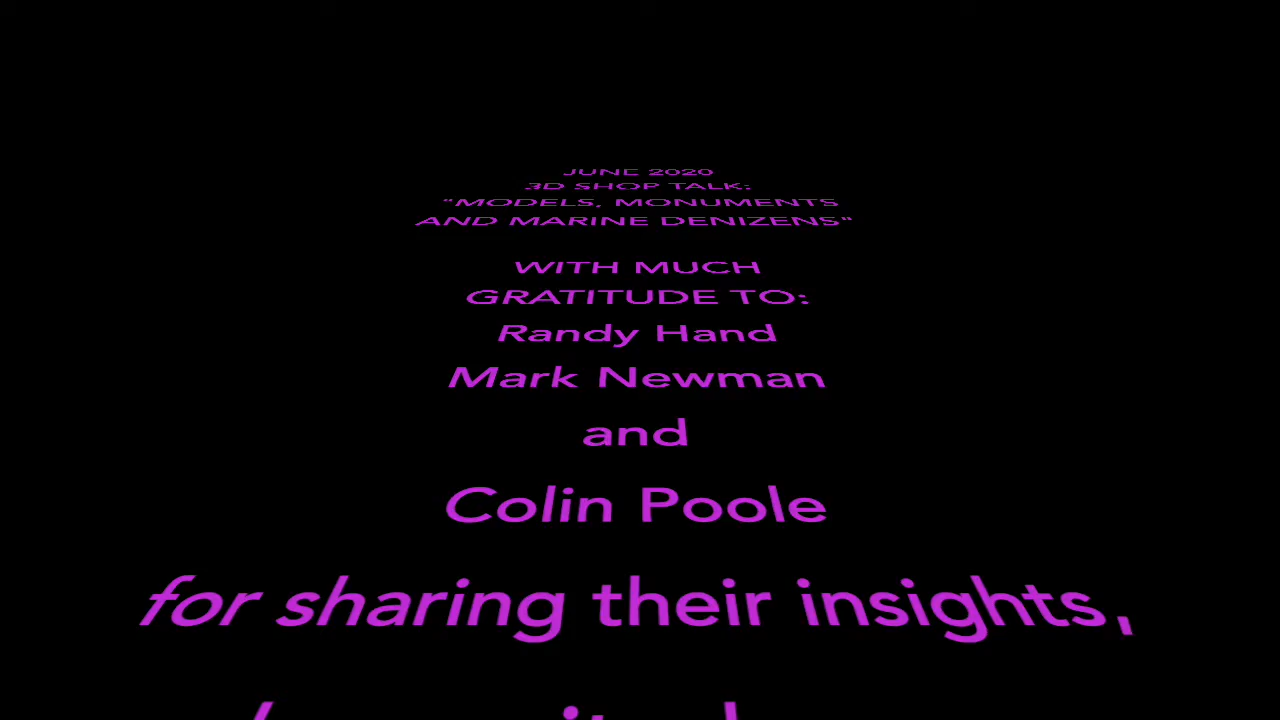 JUNE 2020
3D SHOP TALK:
"MODELS, MONUMENTS
AND MARINE DENIZENS"
WITH MUCH
GRATITUDE TO:
Randy Hand
Mark Newman
and
Colin Poole
for sharing their insights,